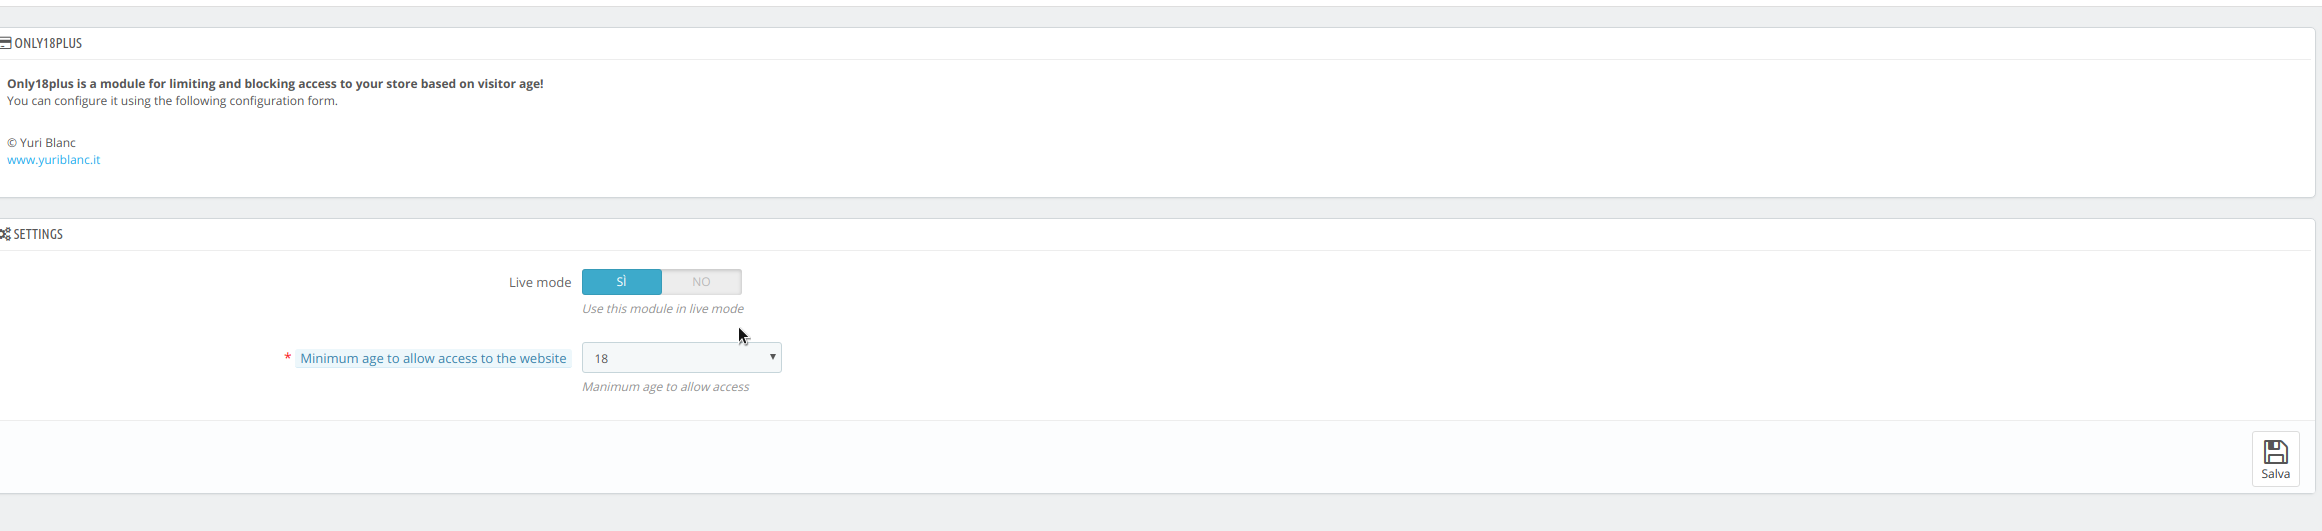 ONLY18PLUS
Only18plus is a module for limiting and blocking access to your store based on visitor age!
You can configure it using the following configuration form.
© Yuri Blanc
www.yuriblanc.it
SETTINGS
Live mode SÌ NO
Use this module in live mode
* Minimum age to allow access to the website 18
Manimum age to allow access
Salva